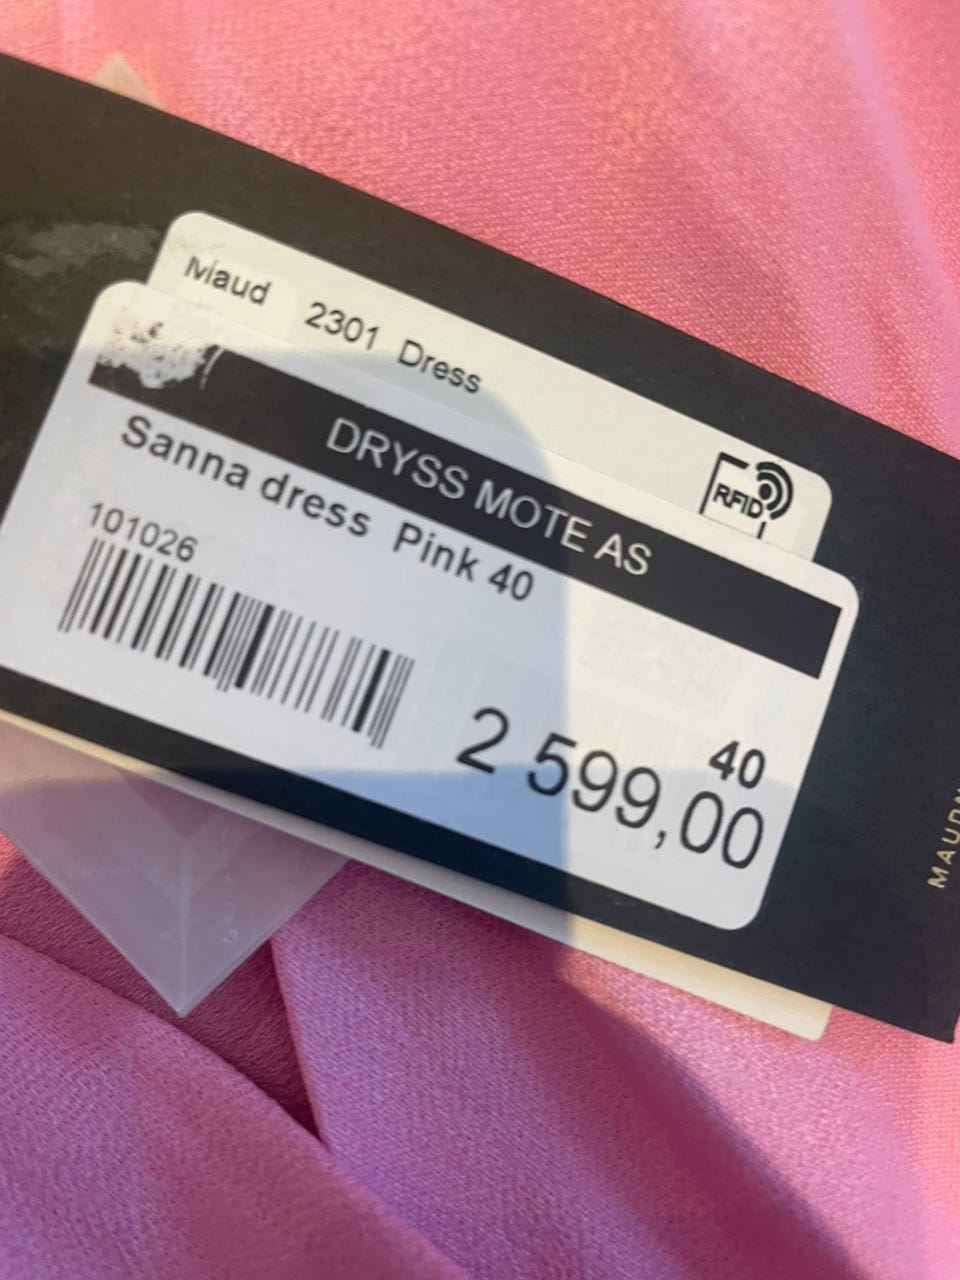 Maud 2301 Dress
RFID
DRYSS MOTE AS
Sanna dress Pink 40
101026
40
2 599,00